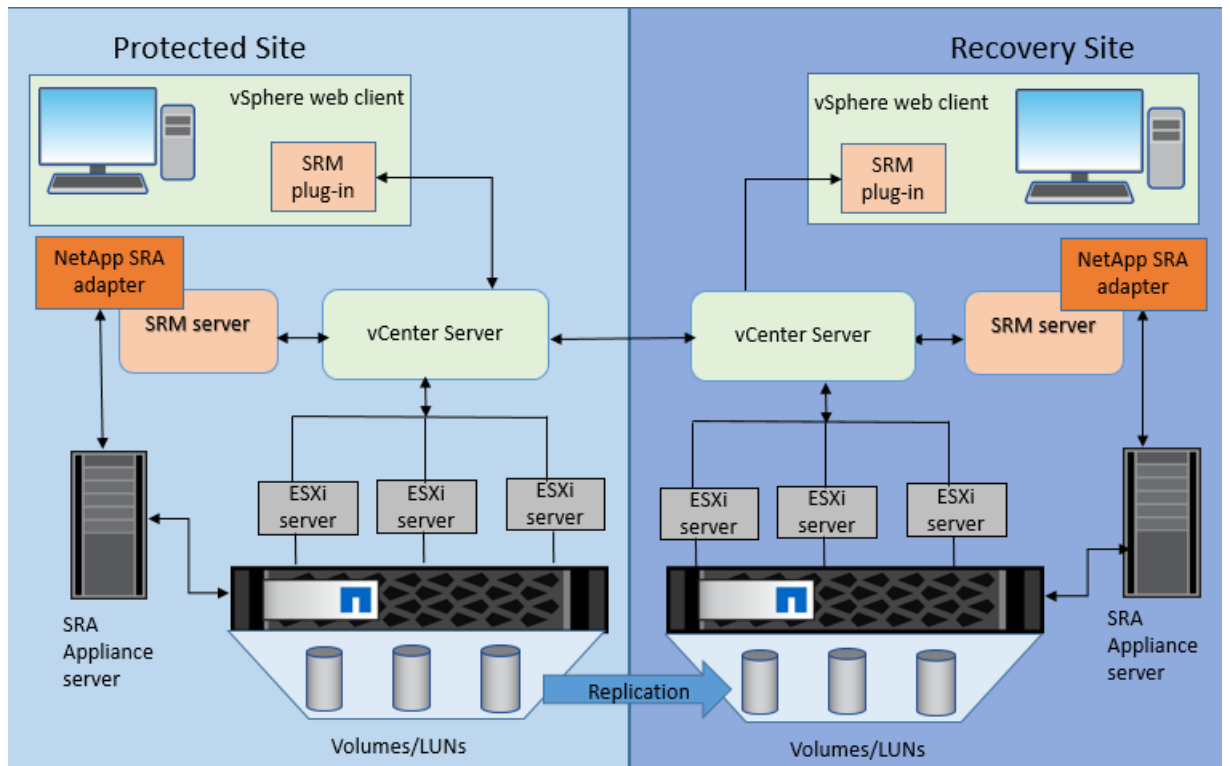 Protected Site
vSphere web client
SRM
plug-in
NetApp SRA
adapter
SRM server
vCenter Server
ESXi
server
ESXi
server
ESXi
server
SRA
Appliance
server
Volumes/LUNs
Replication
Recovery Site
vSphere web client
SRM
plug-in
NetApp SRA
adapter
vCenter Server
SRM server
ESXi
server
ESXi
server
ESXi
server
SRA
Appliance
server
Volumes/LUNs